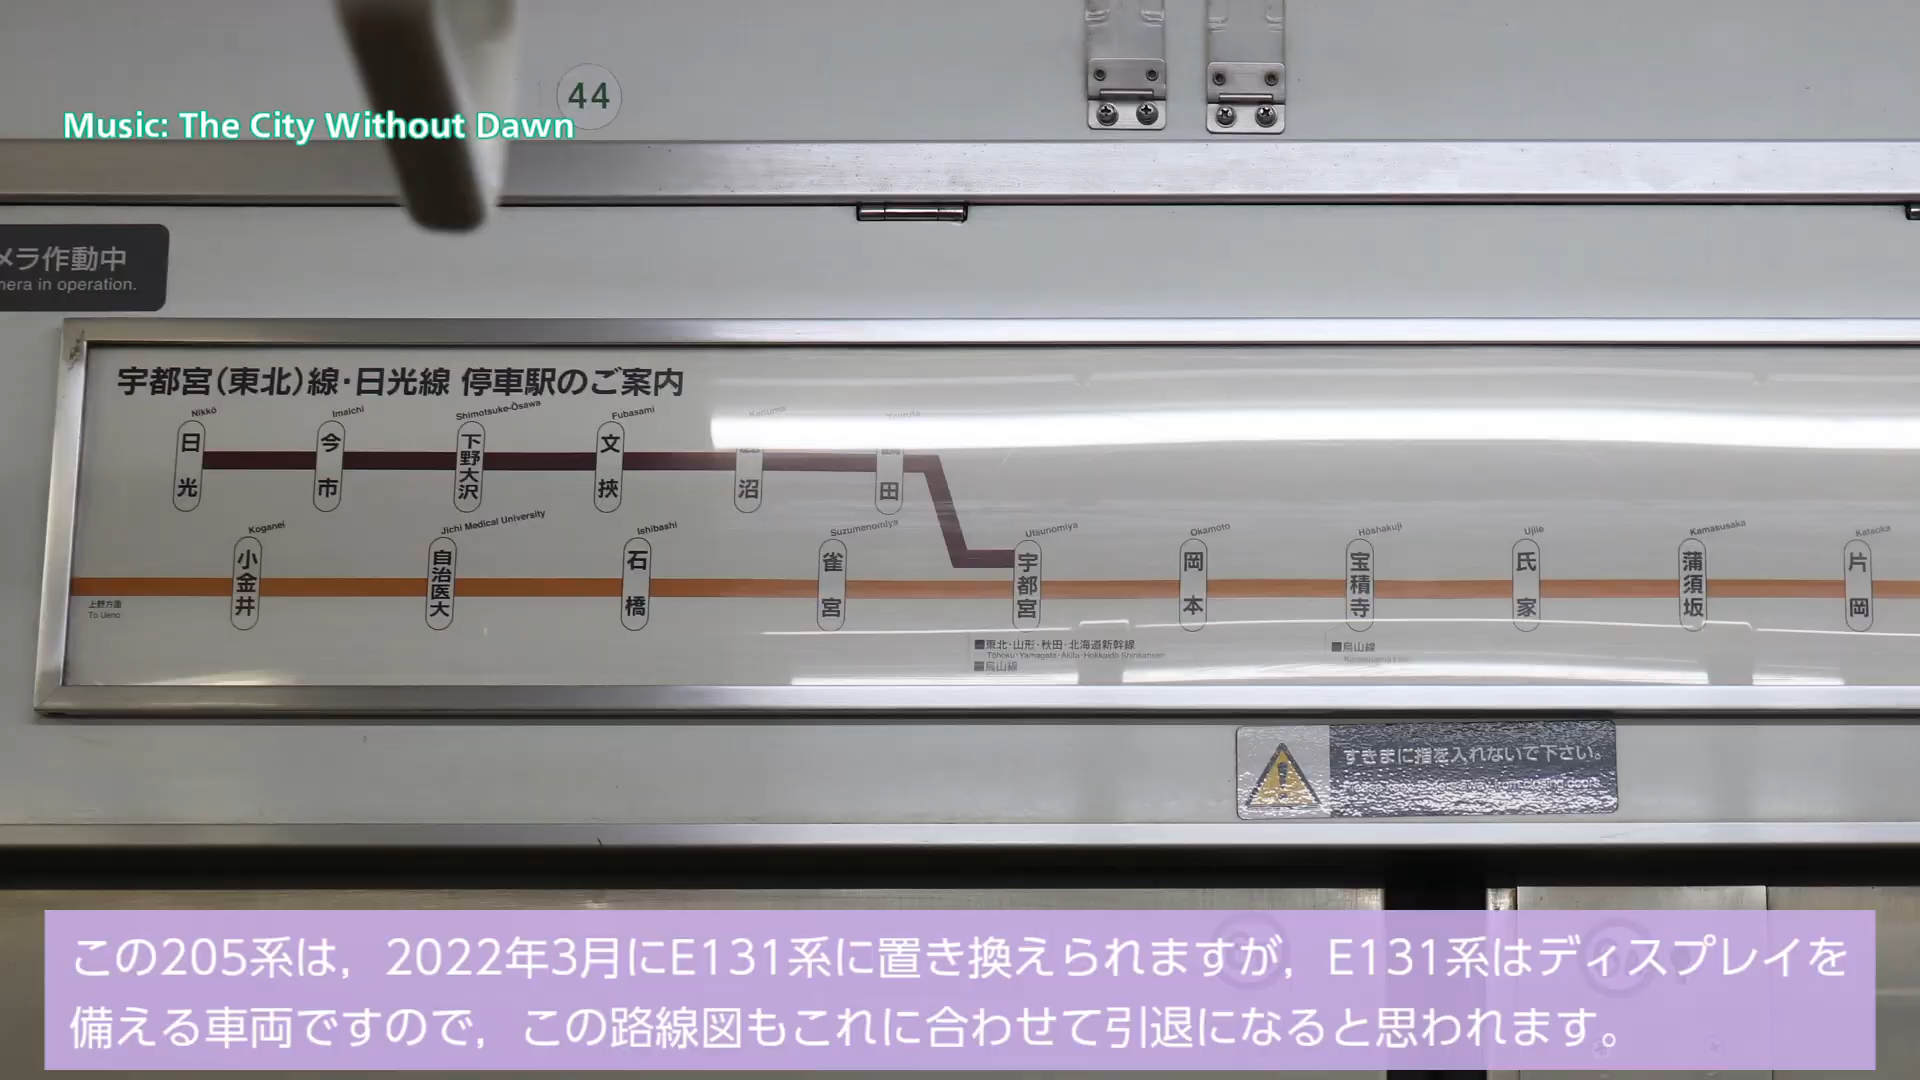 44
Music: The City Without Dawn
メラ作動中
mera in operation.
宇都宮(東北)線・日光線 停車駅のご案内
Nikkō
Imaichi
Shimotsuke-Ōsawa
Fubasami
日光
今市
下野大沢
文挟
沼
田
Koganei
Jichi Medical University
Ishibashi
Suzumenomiya
Utsunomiya
Okamoto
Hōshakuji
Ujiie
Kamasusaka
Kataoka
小金井
自治医大
石橋
雀宮
宇都宮
岡本
宝積寺
氏家
蒲須坂
片岡
上野方面
To Ueno
東北・山形・秋田・北海道新幹線
Tōhoku・Yamagata・Akita・Hokkaidō Shinkansen
烏山線
烏山線
すきまに指を入れないで下さい。
この205系は，2022年3月にE131系に置き換えられますが，E131系はディスプレイを
備える車両ですので，この路線図もこれに合わせて引退になると思われます。